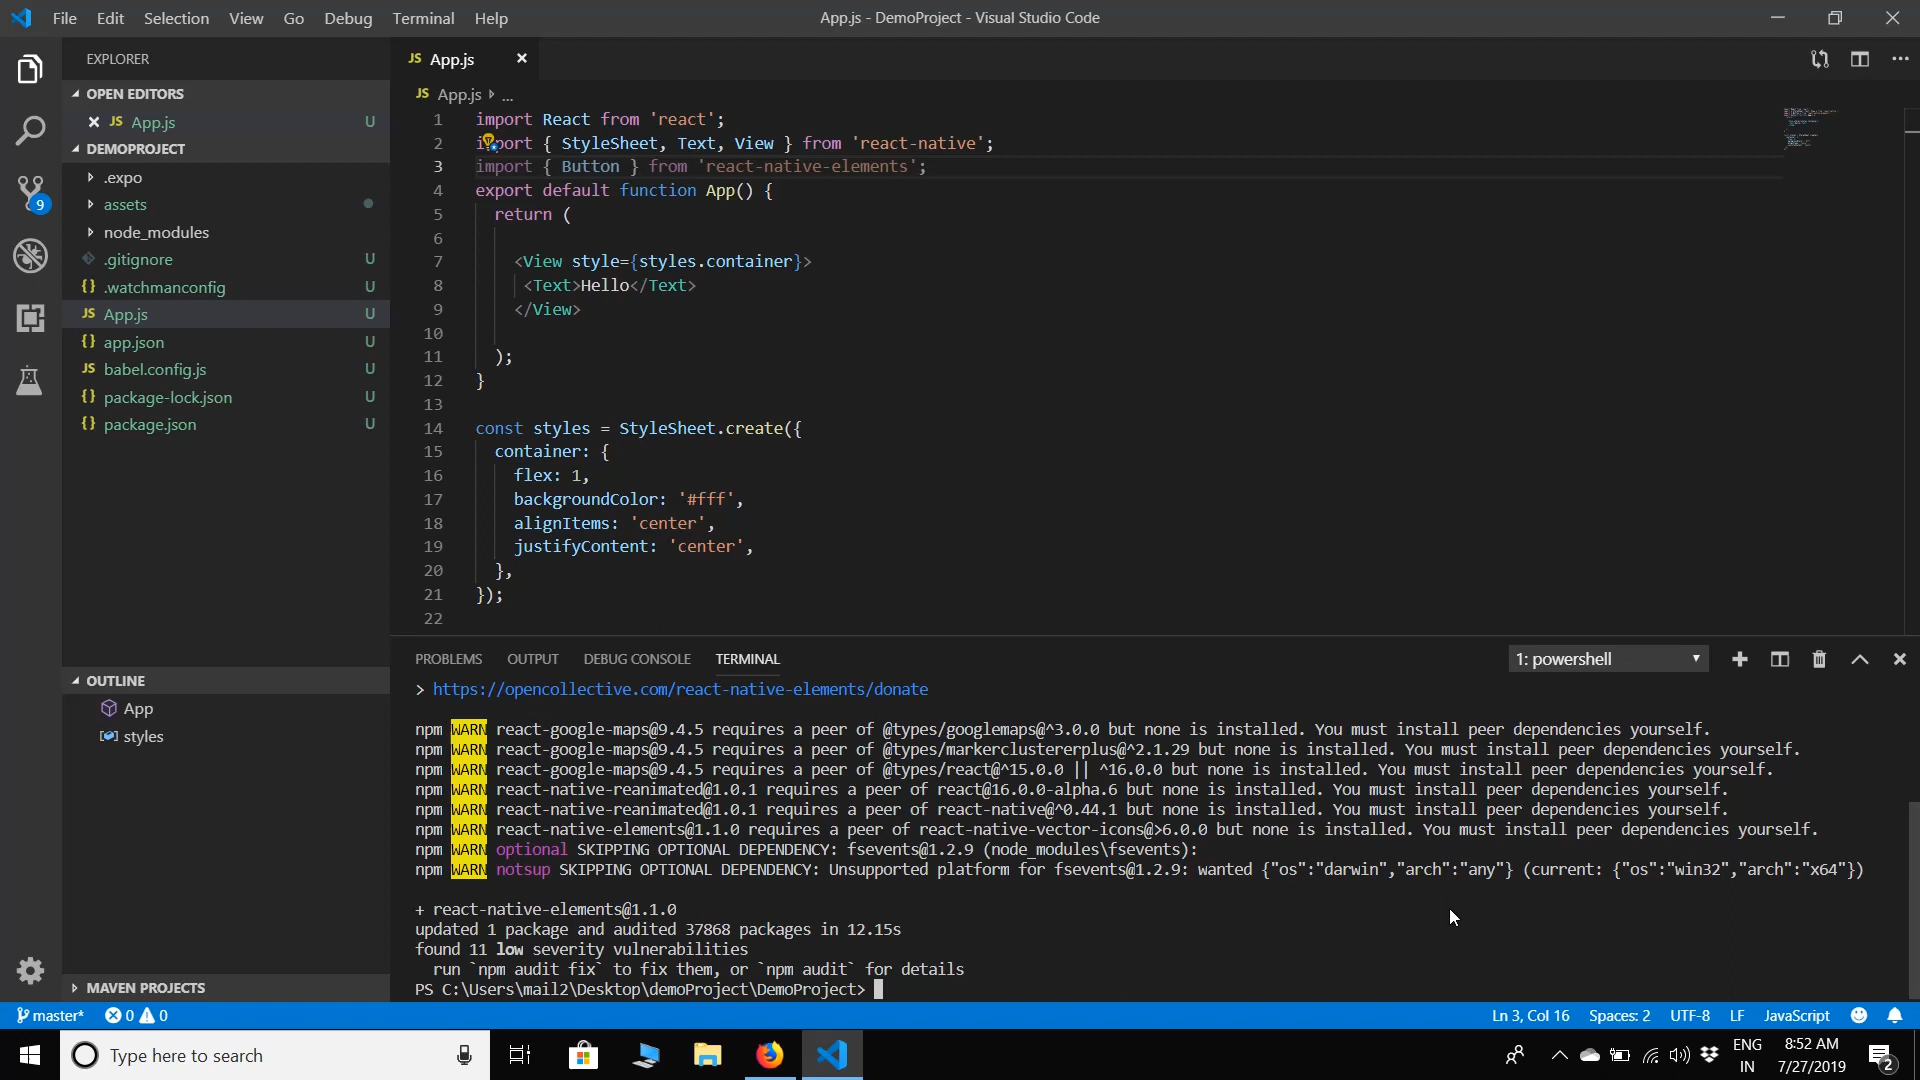 File Edit Selection View Go Debug Terminal Help
App.js - DemoProject - Visual Studio Code
EXPLORER
OPEN EDITORS
JS App.js U
DEMOPROJECT
.expo
assets
node_modules
.gitignore U
{} .watchmanconfig U
JS App.js U
{} app.json U
JS babel.config.js U
{} package-lock.json U
{} package.json U
9
OUTLINE
App
styles
MAVEN PROJECTS
JS App.js
JS App.js ...
1 import React from 'react';
2 import { StyleSheet, Text, View } from 'react-native';
3 import { Button } from 'react-native-elements';
4 export default function App() {
5 return (
6
7 <View style={styles.container}>
8 <Text>Hello</Text>
9 </View>
10
11 );
12 }
13
14 const styles = StyleSheet.create({
15 container: {
16 flex: 1,
17 backgroundColor: '#fff',
18 alignItems: 'center',
19 justifyContent: 'center',
20 },
21 });
22
PROBLEMS OUTPUT DEBUG CONSOLE TERMINAL
1: powershell
> https://opencollective.com/react-native-elements/donate
npm WARN react-google-maps@9.4.5 requires a peer of @types/googlemaps@^3.0.0 but none is installed. You must install peer dependencies yourself.
npm WARN react-google-maps@9.4.5 requires a peer of @types/markerclustererplus@^2.1.29 but none is installed. You must install peer dependencies yourself.
npm WARN react-google-maps@9.4.5 requires a peer of @types/react@^15.0.0 || ^16.0.0 but none is installed. You must install peer dependencies yourself.
npm WARN react-native-reanimated@1.0.1 requires a peer of react@16.0.0-alpha.6 but none is installed. You must install peer dependencies yourself.
npm WARN react-native-reanimated@1.0.1 requires a peer of react-native@^0.44.1 but none is installed. You must install peer dependencies yourself.
npm WARN react-native-elements@1.1.0 requires a peer of react-native-vector-icons@>6.0.0 but none is installed. You must install peer dependencies yourself.
npm WARN optional SKIPPING OPTIONAL DEPENDENCY: fsevents@1.2.9 (node_modules\fsevents):
npm WARN notsup SKIPPING OPTIONAL DEPENDENCY: Unsupported platform for fsevents@1.2.9: wanted {"os":"darwin","arch":"any"} (current: {"os":"win32","arch":"x64"})
+ react-native-elements@1.1.0
updated 1 package and audited 37868 packages in 12.15s
found 11 low severity vulnerabilities
run `npm audit fix` to fix them, or `npm audit` for details
PS C:\Users\mail2\Desktop\demoProject\DemoProject>
master* 0 0
Ln 3, Col 16 Spaces: 2 UTF-8 LF JavaScript
Type here to search
ENG
IN
8:52 AM
7/27/2019
2